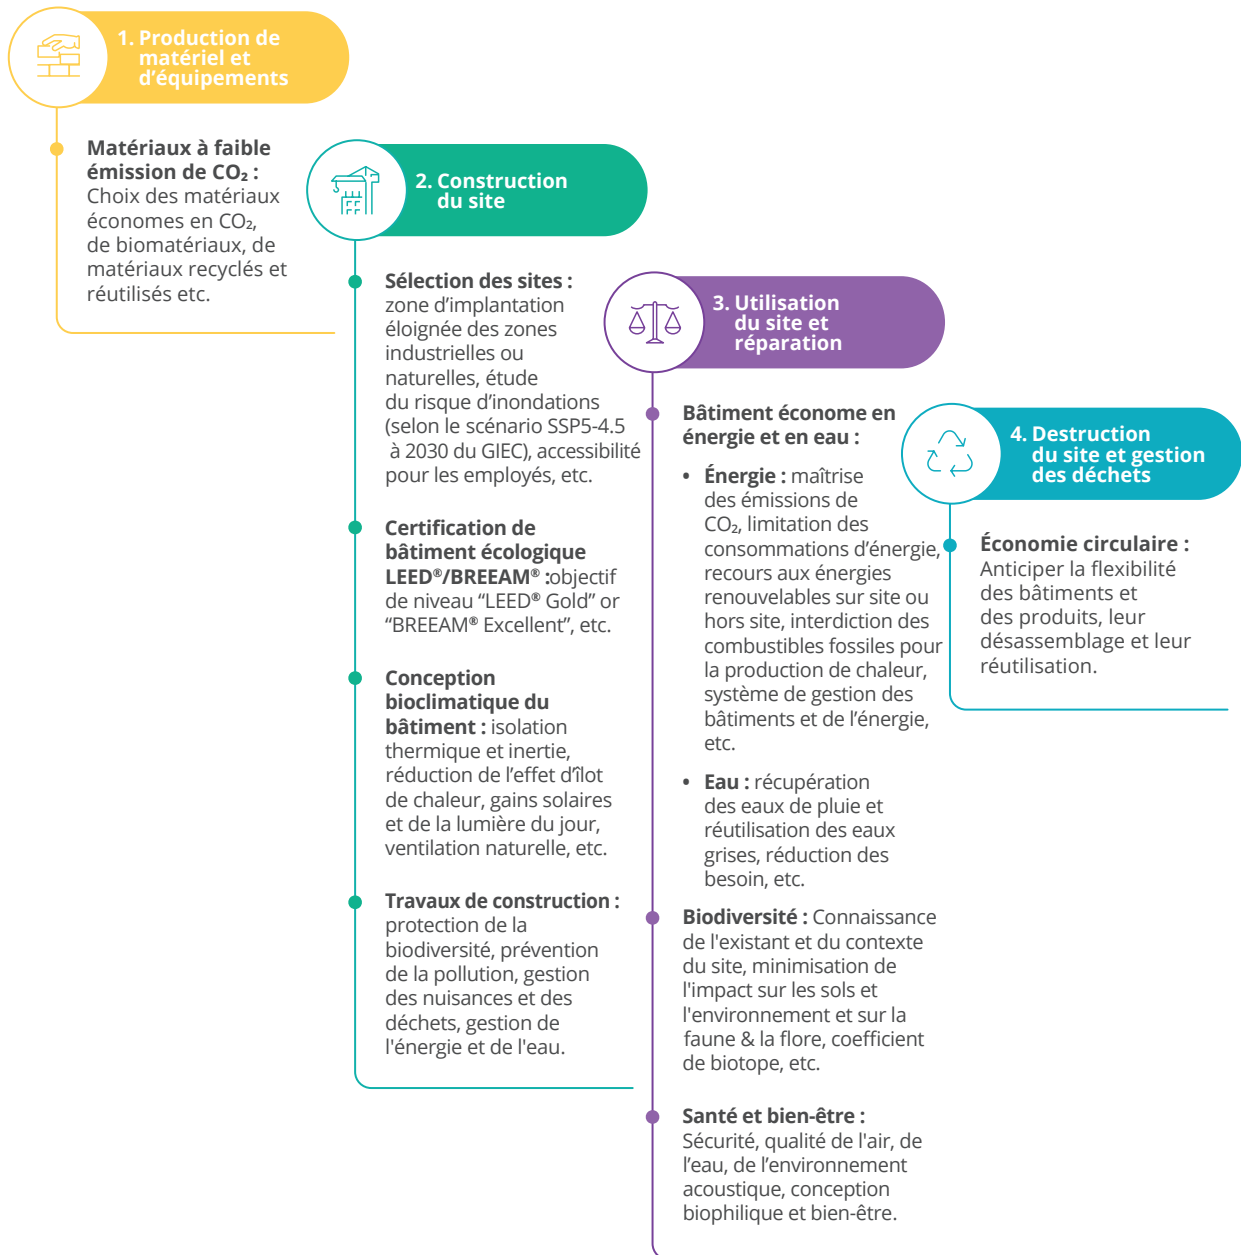 1. Production de
matériel et
d’équipements
Matériaux à faible
émission de CO₂ :
Choix des matériaux
économes en CO₂,
de biomatériaux, de
matériaux recyclés et
réutilisés etc.
2. Construction
du site
Sélection des sites :
zone d’implantation
éloignée des zones
industrielles ou
naturelles, étude
du risque d’inondations
(selon le scénario SSP5-4.5
à 2030 du GIEC), accessibilité
pour les employés, etc.
Certification de
bâtiment écologique
LEED®/BREEAM® :objectif
de niveau “LEED® Gold” or
“BREEAM® Excellent”, etc.
Conception
bioclimatique du
bâtiment : isolation
thermique et inertie,
réduction de l’effet d’îlot
de chaleur, gains solaires
et de la lumière du jour,
ventilation naturelle, etc.
Travaux de construction :
protection de la
biodiversité, prévention
de la pollution, gestion
des nuisances et des
déchets, gestion de
l'énergie et de l'eau.
3. Utilisation
du site et
réparation
Bâtiment économe en
énergie et en eau :
• Énergie : maîtrise
des émissions de
CO₂, limitation des
consommations d’énergie,
recours aux énergies
renouvelables sur site ou
hors site, interdiction des
combustibles fossiles pour
la production de chaleur,
système de gestion des
bâtiments et de l’énergie,
etc.
• Eau : récupération
des eaux de pluie et
réutilisation des eaux
grises, réduction des
besoin, etc.
Biodiversité : Connaissance
de l'existant et du contexte
du site, minimisation de
l'impact sur les sols et
l'environnement et sur la
faune & la flore, coefficient
de biotope, etc.
Santé et bien-être :
Sécurité, qualité de l'air, de
l’eau, de l’environnement
acoustique, conception
biophilique et bien-être.
4. Destruction
du site et gestion
des déchets
Économie circulaire :
Anticiper la flexibilité
des bâtiments et
des produits, leur
désassemblage et leur
réutilisation.